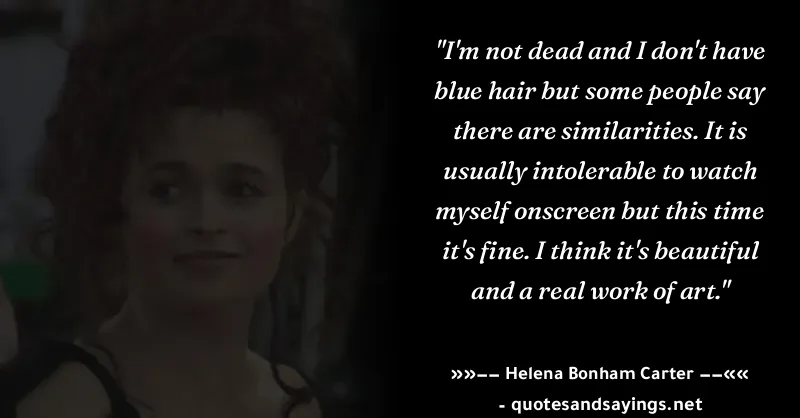 "I'm not dead and I don't have
blue hair but some people say
there are similarities. It is
usually intolerable to watch
myself onscreen but this time
it's fine. I think it's beautiful
and a real work of art."
»»−− Helena Bonham Carter −−««
- quotesandsayings.net